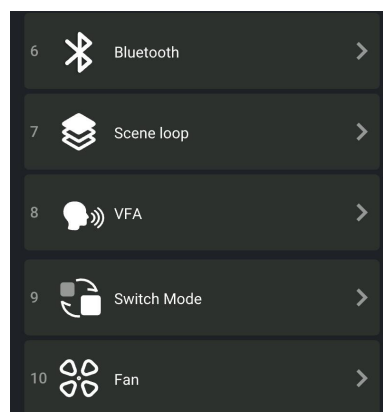 6 Bluetooth
7 Scene loop
8 VFA
9 Switch Mode
10 Fan